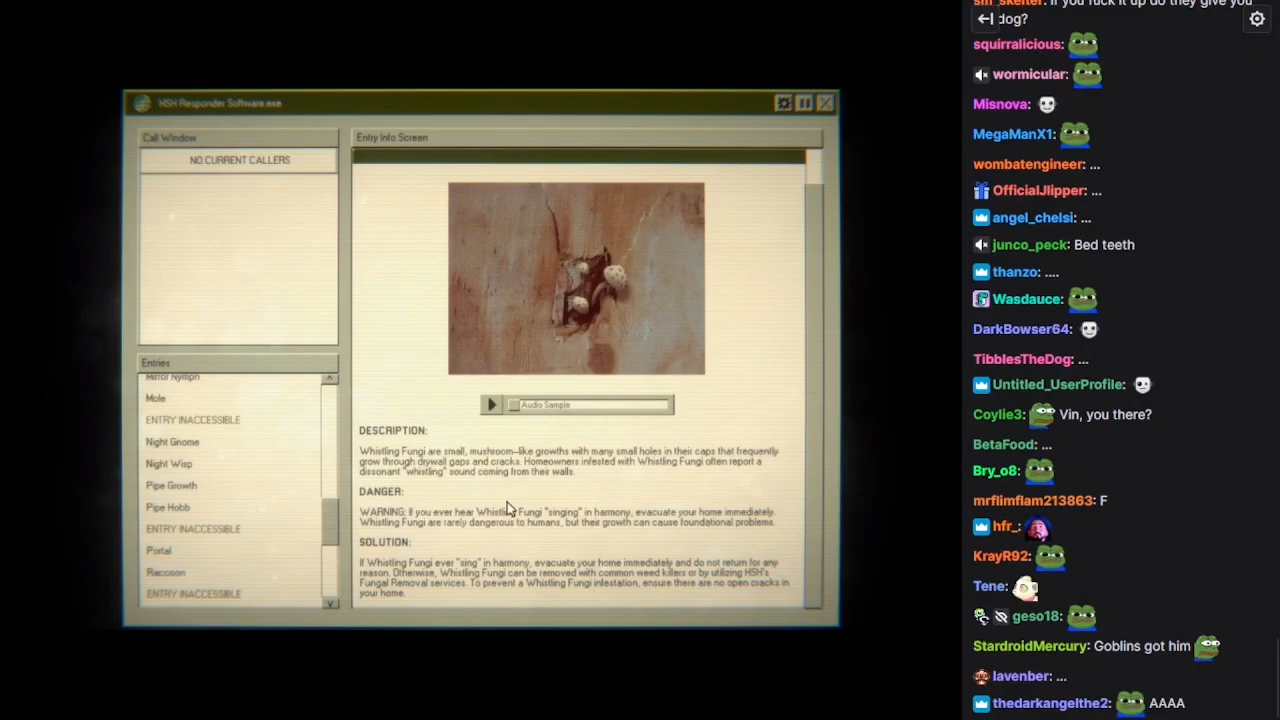 HSH Responder Software.exe
Call Window
NO CURRENT CALLERS
Entries
Mirror Nymph
Mole
ENTRY INACCESSIBLE
Night Gnome
Night Wisp
Pipe Growth
Pipe Hobb
ENTRY INACCESSIBLE
Portal
Raccoon
ENTRY INACCESSIBLE
Entry Info Screen
Audio Sample
DESCRIPTION:
Whistling Fungi are small, mushroom-like growths with many small holes in their caps that frequently
grow through drywall gaps and cracks. Homeowners infested with Whistling Fungi often report a
dissonant "whistling" sound coming from their walls.
DANGER:
WARNING: If you ever hear Whistling Fungi "singing" in harmony, evacuate your home immediately.
Whistling Fungi are rarely dangerous to humans, but their growth can cause foundational problems.
SOLUTION:
If Whistling Fungi ever "sing" in harmony, evacuate your home immediately and do not return for any
reason. Otherwise, Whistling Fungi can be removed with common weed killers or by utilizing HSH's
Fungal Removal services. To prevent a Whistling Fungi infestation, ensure there are no open cracks in
your home.
dog?
squirralicious:
wormicular:
Misnova:
MegaManX1:
wombatengineer: ...
OfficialJlipper: ...
angel_chelsi: ...
junco_peck: Bed teeth
thanzo: ....
Wasdauce:
DarkBowser64:
TibblesTheDog: ...
Untitled_UserProfile:
Coylie3: Vin, you there?
BetaFood: ...
Bry_o8:
mrflimflam213863: F
hfr_:
KrayR92:
Tene:
geso18:
StardroidMercury: Goblins got him
lavenber: ...
thedarkangelthe2: AAAA